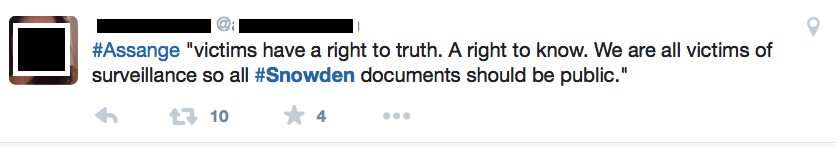 @
#Assange "victims have a right to truth. A right to know. We are all victims of
surveillance so all #Snowden documents should be public."
10 4